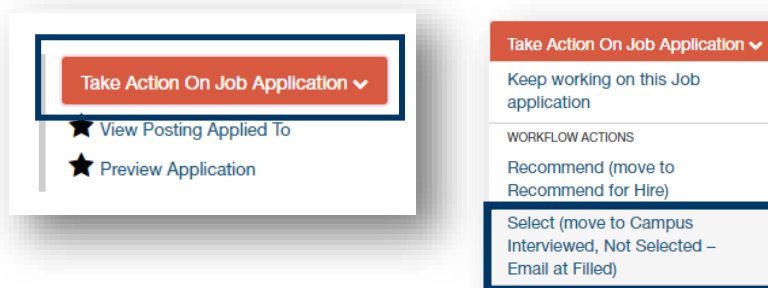 Take Action On Job Application
View Posting Applied To
Preview Application
Take Action On Job Application
Keep working on this Job
application
WORKFLOW ACTIONS
Recommend (move to
Recommend for Hire)
Select (move to Campus
Interviewed, Not Selected –
Email at Filled)